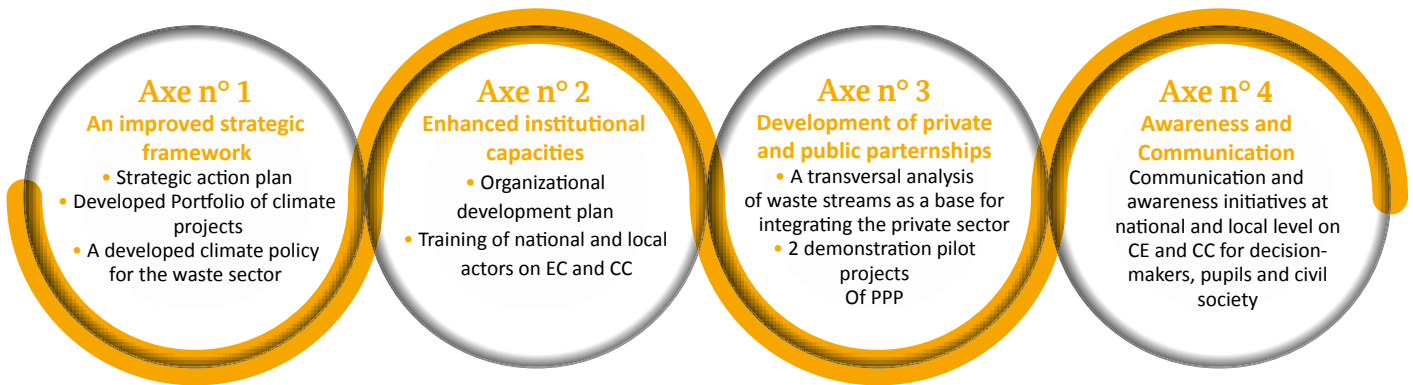 Axe n° 1
An improved strategic
framework
• Strategic action plan
• Developed Portfolio of climate
projects
• A developed climate policy
for the waste sector
Axe n° 2
Enhanced institutional
capacities
• Organizational
development plan
• Training of national and local
actors on EC and CC
Axe n° 3
Development of private
and public parternships
• A transversal analysis
of waste streams as a base for
integrating the private sector
• 2 demonstration pilot
projects
Of PPP
Axe n° 4
Awareness and
Communication
Communication and
awareness initiatives at
national and local level on
CE and CC for decision-
makers, pupils and civil
society